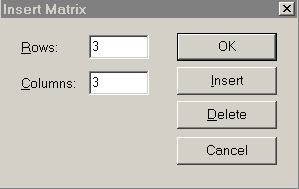 Insert Matrix
Rows: 3
OK
Columns: 3
Insert
Delete
Cancel